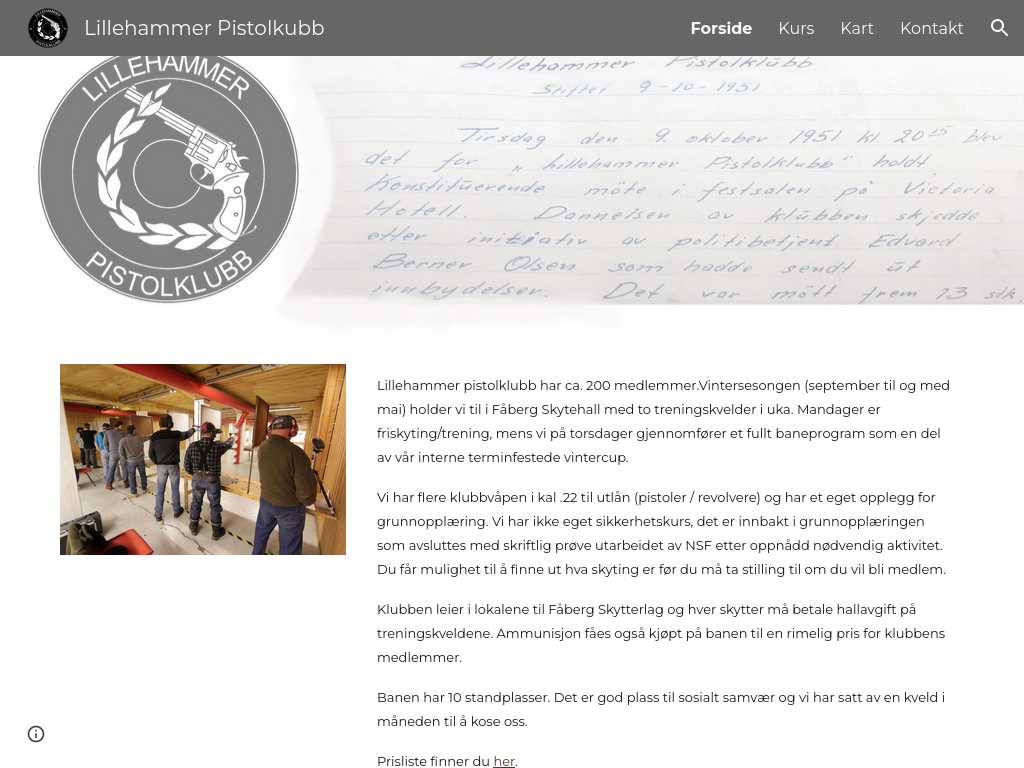 Lillehammer Pistolkubb
Forside Kurs Kart Kontakt
LILLEHAMMER
PISTOLKLUBB
Lillehammer Pistolklubb
Stiftet 9-10-1951
Tirsdag den 9. oktober 1951 kl. 20 15 blev
det for „ Lillehammer Pistolklubb" holdt
Konstituerende möte i festsalen på Victoria
Hotell. Dannelsen av klübben skjedde
etter initiativ av politibetjent Edvard
Berner Olsen som hadde sendt üt
innbydelser. Det var mött frem 13 stk.
Lillehammer pistolklubb har ca. 200 medlemmer.Vintersesongen (september til og med
mai) holder vi til i Fåberg Skytehall med to treningskvelder i uka. Mandager er
friskyting/trening, mens vi på torsdager gjennomfører et fullt baneprogram som en del
av vår interne terminfestede vintercup.
Vi har flere klubbvåpen i kal .22 til utlån (pistoler / revolvere) og har et eget opplegg for
grunnopplæring. Vi har ikke eget sikkerhetskurs, det er innbakt i grunnopplæringen
som avsluttes med skriftlig prøve utarbeidet av NSF etter oppnådd nødvendig aktivitet.
Du får mulighet til å finne ut hva skyting er før du må ta stilling til om du vil bli medlem.
Klubben leier i lokalene til Fåberg Skytterlag og hver skytter må betale hallavgift på
treningskveldene. Ammunisjon fåes også kjøpt på banen til en rimelig pris for klubbens
medlemmer.
Banen har 10 standplasser. Det er god plass til sosialt samvær og vi har satt av en kveld i
måneden til å kose oss.
Prisliste finner du her.